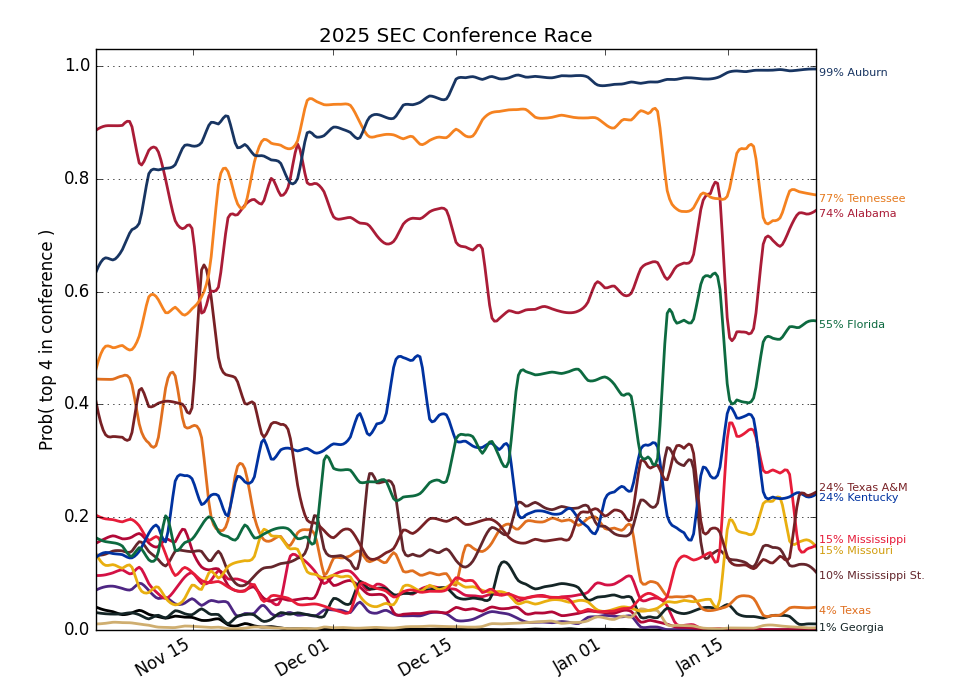 2025 SEC Conference Race
Prob( top 4 in conference )
1.0
0.8
0.6
0.4
0.2
0.0
Nov 15
Dec 01
Dec 15
Jan 01
Jan 15
99% Auburn
77% Tennessee
74% Alabama
55% Florida
24% Texas A&M
24% Kentucky
15% Mississippi
15% Missouri
10% Mississippi St.
4% Texas
1% Georgia